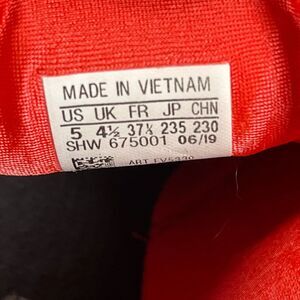 MADE IN VIETNAM
US UK FR JP CHN
5 4½ 37⅓ 235 230
SHW 675001 06/19
ART